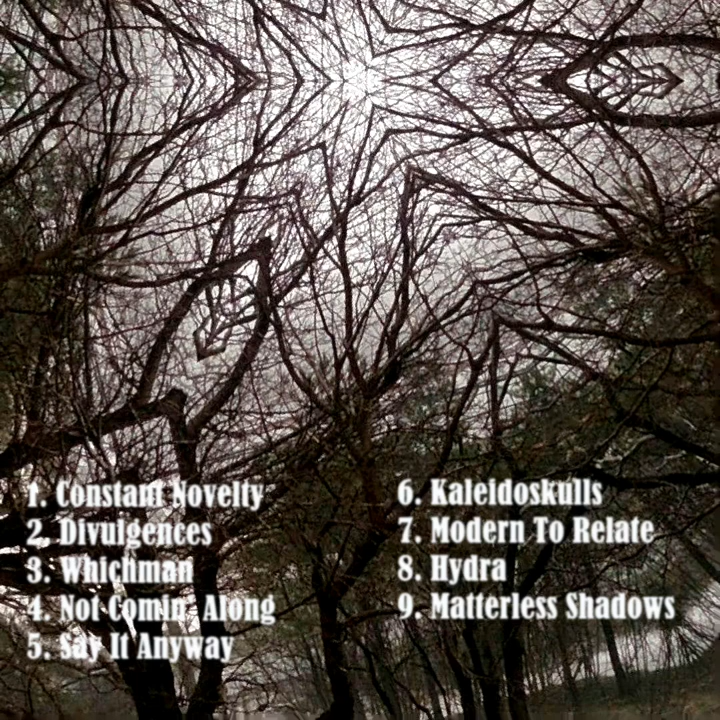 1. Constant Novelty
2. Divulgences
3. Whichman
4. Not Comin' Along
5. Say It Anyway
6. Kaleidoskulls
7. Modern To Relate
8. Hydra
9. Matterless Shadows